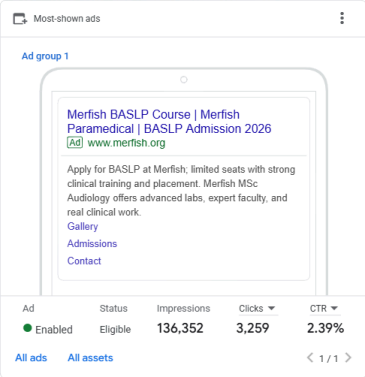 Most-shown ads
Ad group 1
Merfish BASLP Course | Merfish
Paramedical | BASLP Admission 2026
Ad www.merfish.org
Apply for BASLP at Merfish; limited seats with strong
clinical training and placement. Merfish MSc
Audiology offers advanced labs, expert faculty, and
real clinical work.
Gallery
Admissions
Contact
Ad Status Impressions Clicks CTR
Enabled Eligible 136,352 3,259 2.39%
All ads All assets 1 / 1